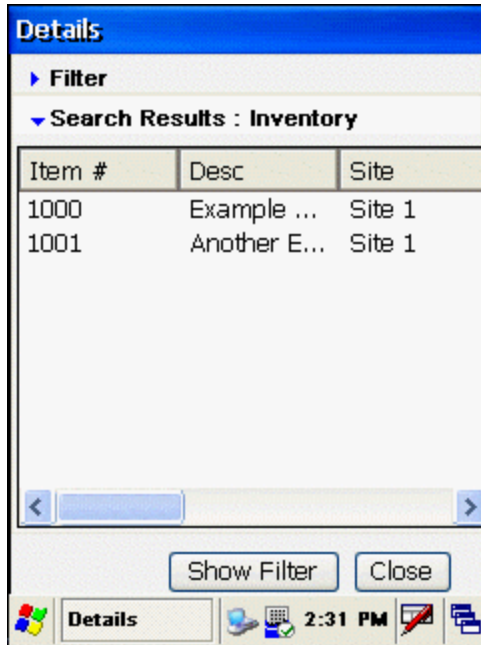 Details
Filter
Search Results : Inventory
Item # Desc Site
1000 Example ... Site 1
1001 Another E... Site 1
Show Filter Close
Details 2:31 PM